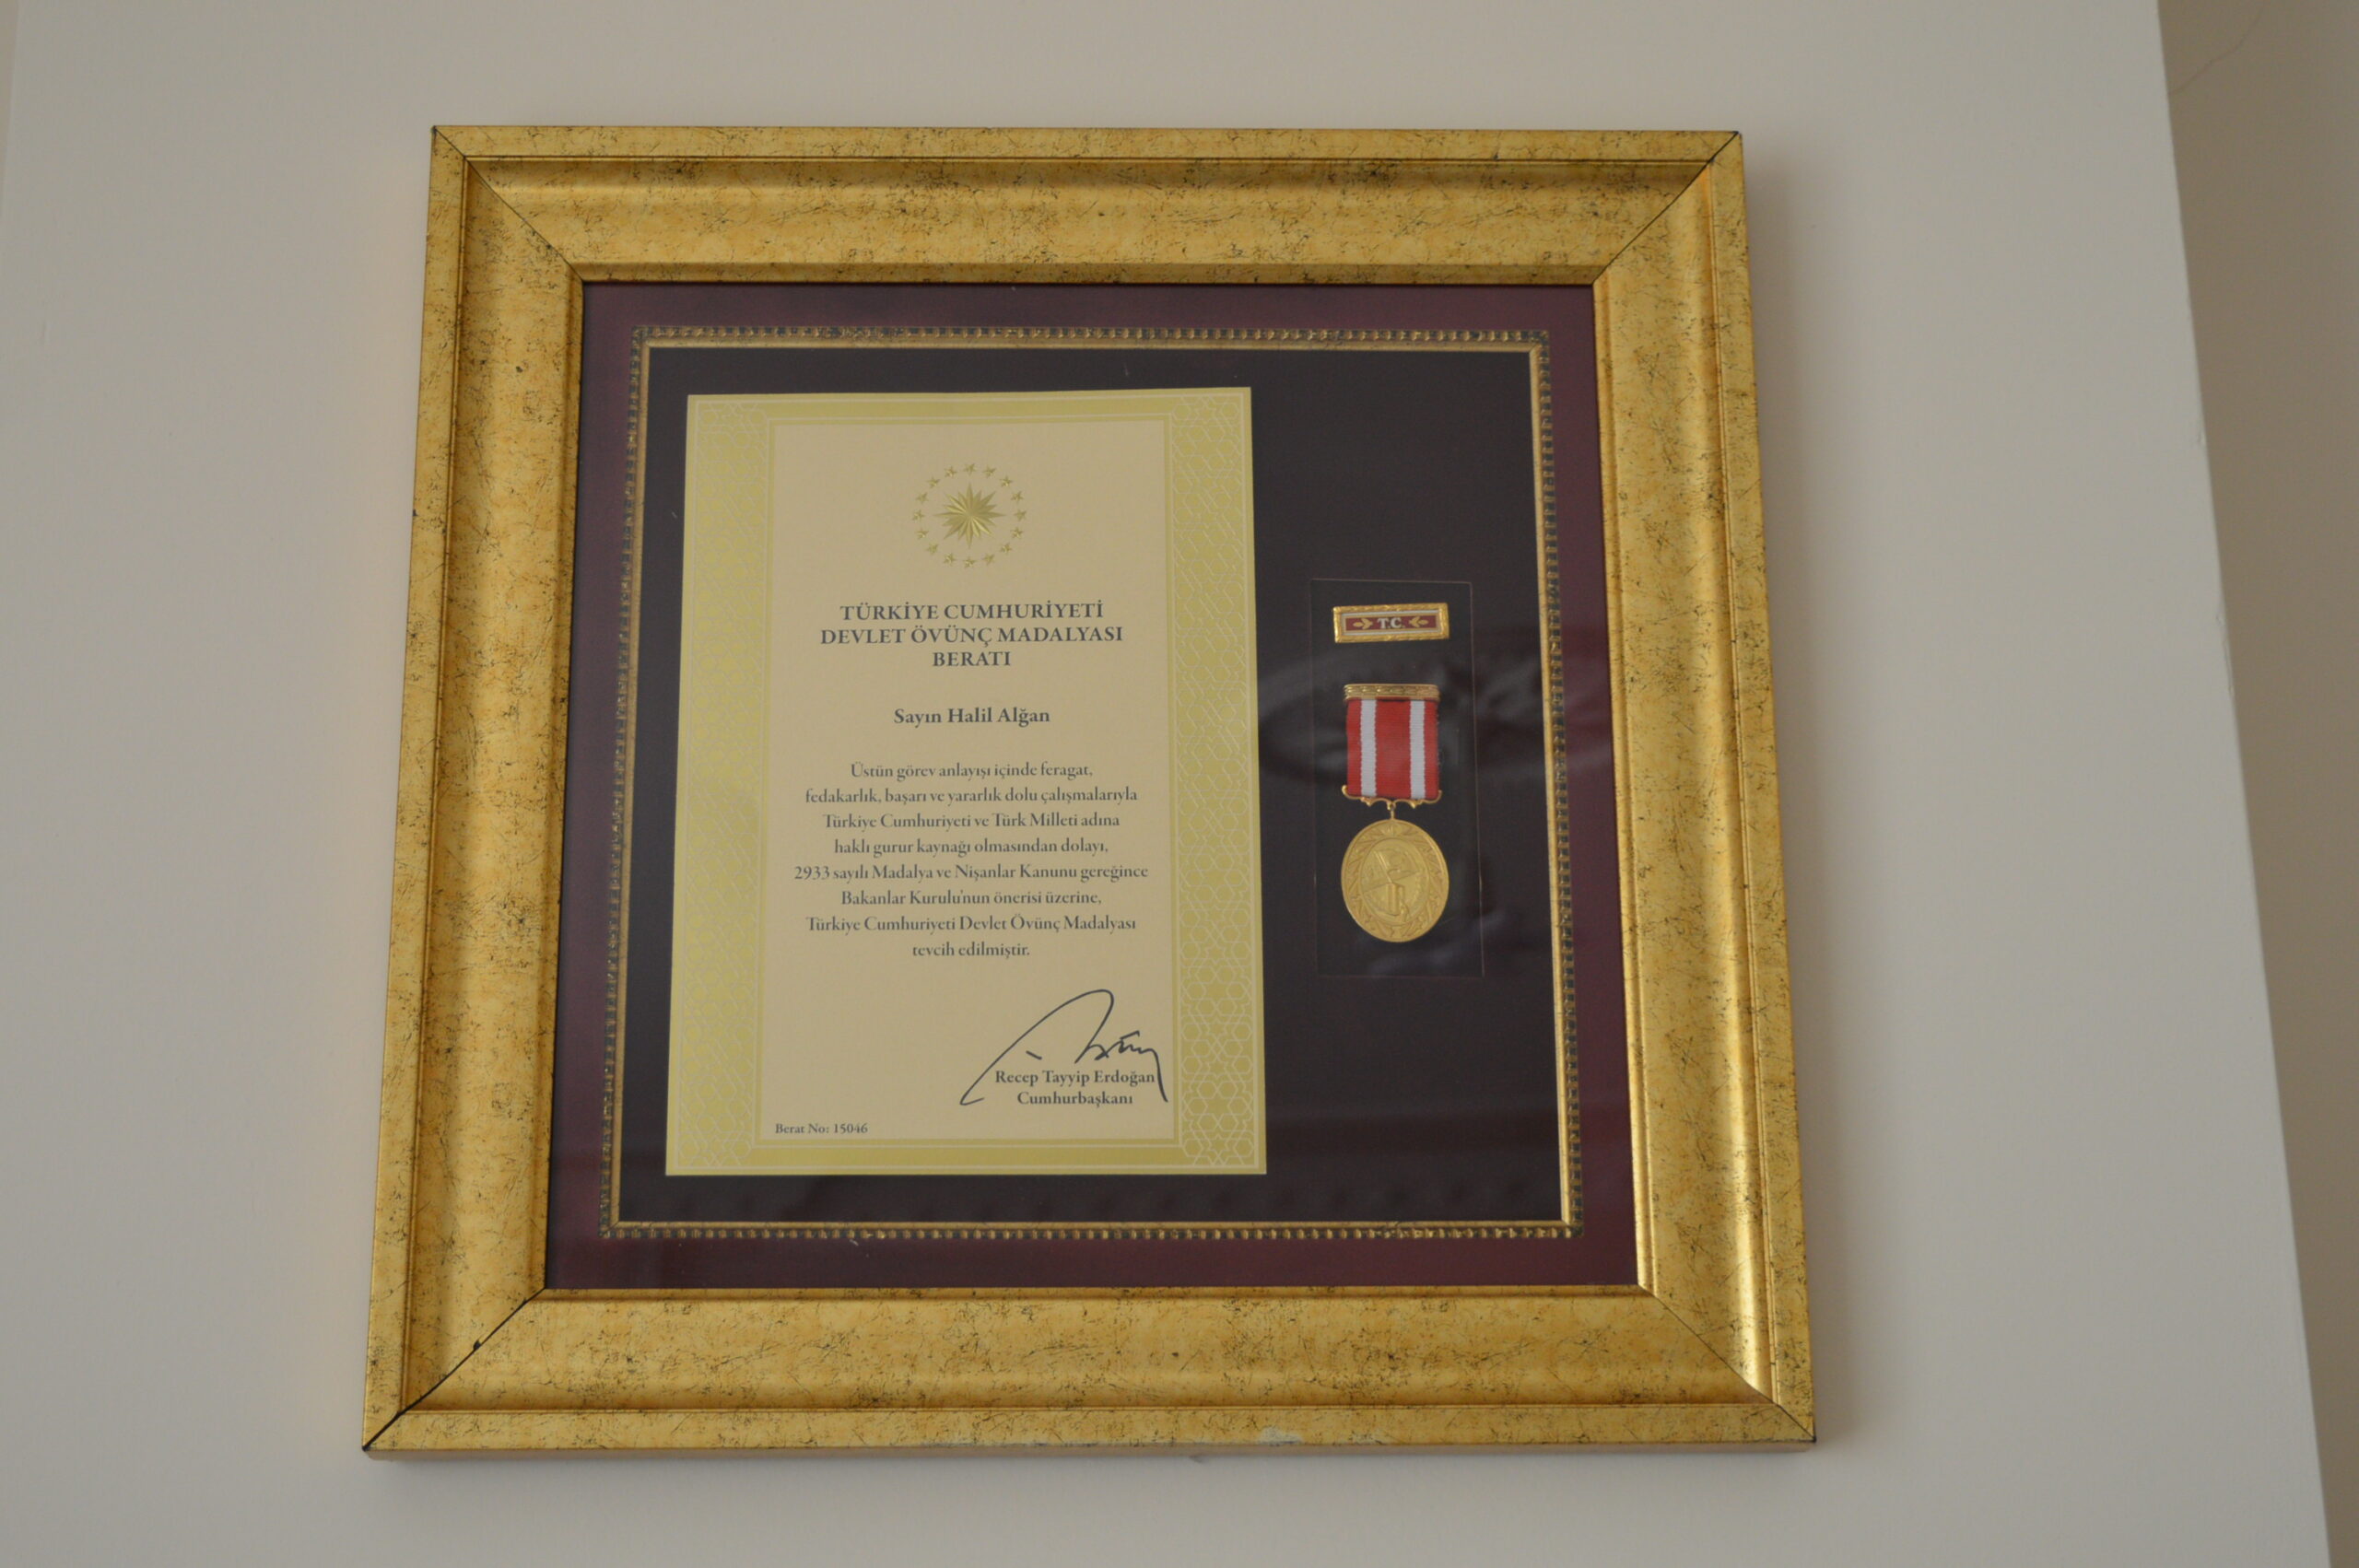 TÜRKİYE CUMHURİYETİ
DEVLET ÖVÜNÇ MADALYASI
BERATI
Sayın Halil Alğan
Üstün görev anlayışı içinde feragat,
fedakarlık, başarı ve yararlık dolu çalışmalarıyla
Türkiye Cumhuriyeti ve Türk Milleti adına
haklı gurur kaynağı olmasından dolayı,
2933 sayılı Madalya ve Nişanlar Kanunu gereğince
Bakanlar Kurulu'nun önerisi üzerine,
Türkiye Cumhuriyeti Devlet Övünç Madalyası
tevcih edilmiştir.
Recep Tayyip Erdoğan
Cumhurbaşkanı
Berat No: 15046
T.C.